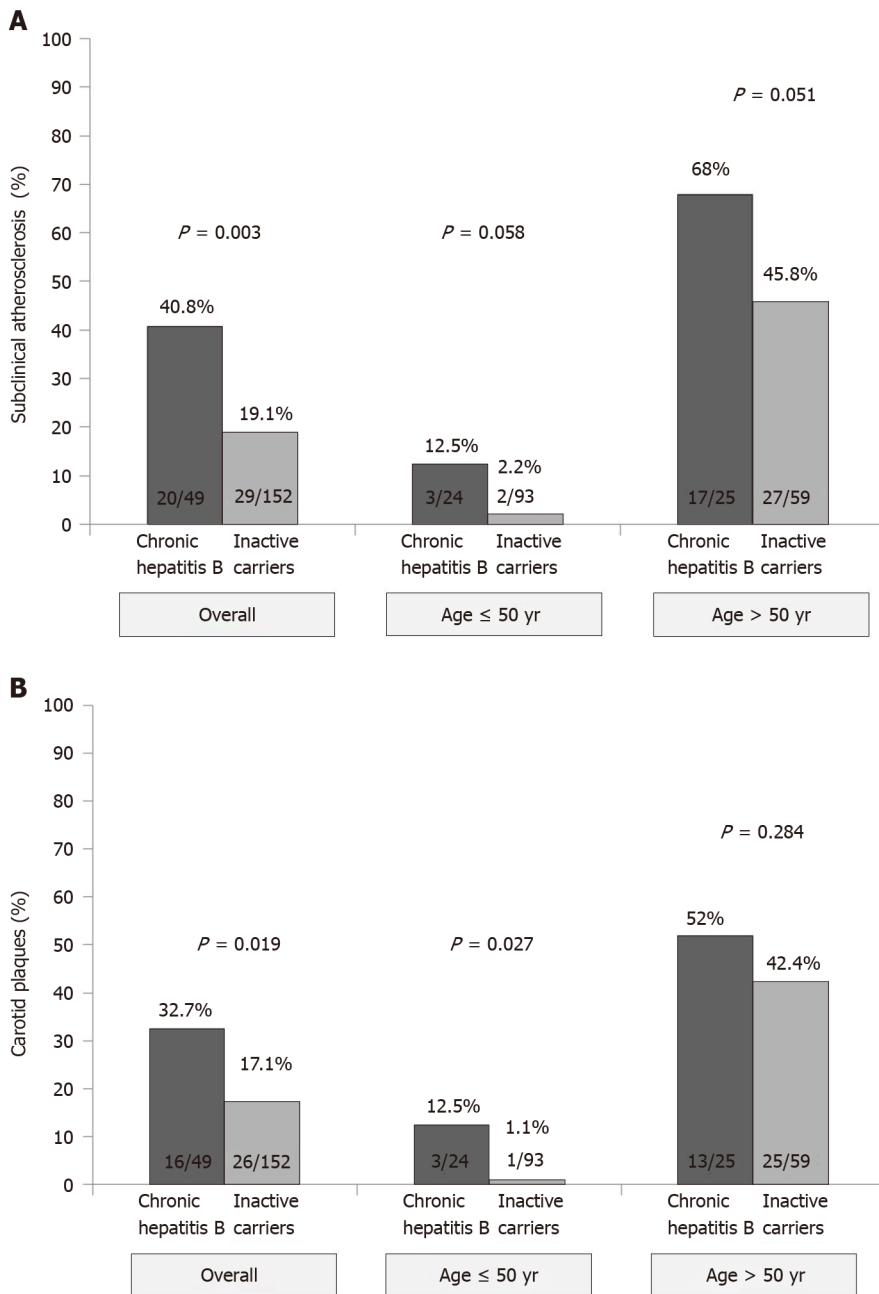 A
Subclinical atherosclerosis (%)
100
90
80
70
60
50
40
30
20
10
0
P = 0.003
P = 0.058
P = 0.051
40.8%
19.1%
12.5%
2.2%
68%
45.8%
20/49
29/152
3/24
2/93
17/25
27/59
Chronic hepatitis B
Inactive carriers
Chronic hepatitis B
Inactive carriers
Chronic hepatitis B
Inactive carriers
Overall
Age ≤ 50 yr
Age > 50 yr
B
Carotid plaques (%)
100
90
80
70
60
50
40
30
20
10
0
P = 0.019
P = 0.027
P = 0.284
32.7%
17.1%
12.5%
1.1%
52%
42.4%
16/49
26/152
3/24
1/93
13/25
25/59
Chronic hepatitis B
Inactive carriers
Chronic hepatitis B
Inactive carriers
Chronic hepatitis B
Inactive carriers
Overall
Age ≤ 50 yr
Age > 50 yr